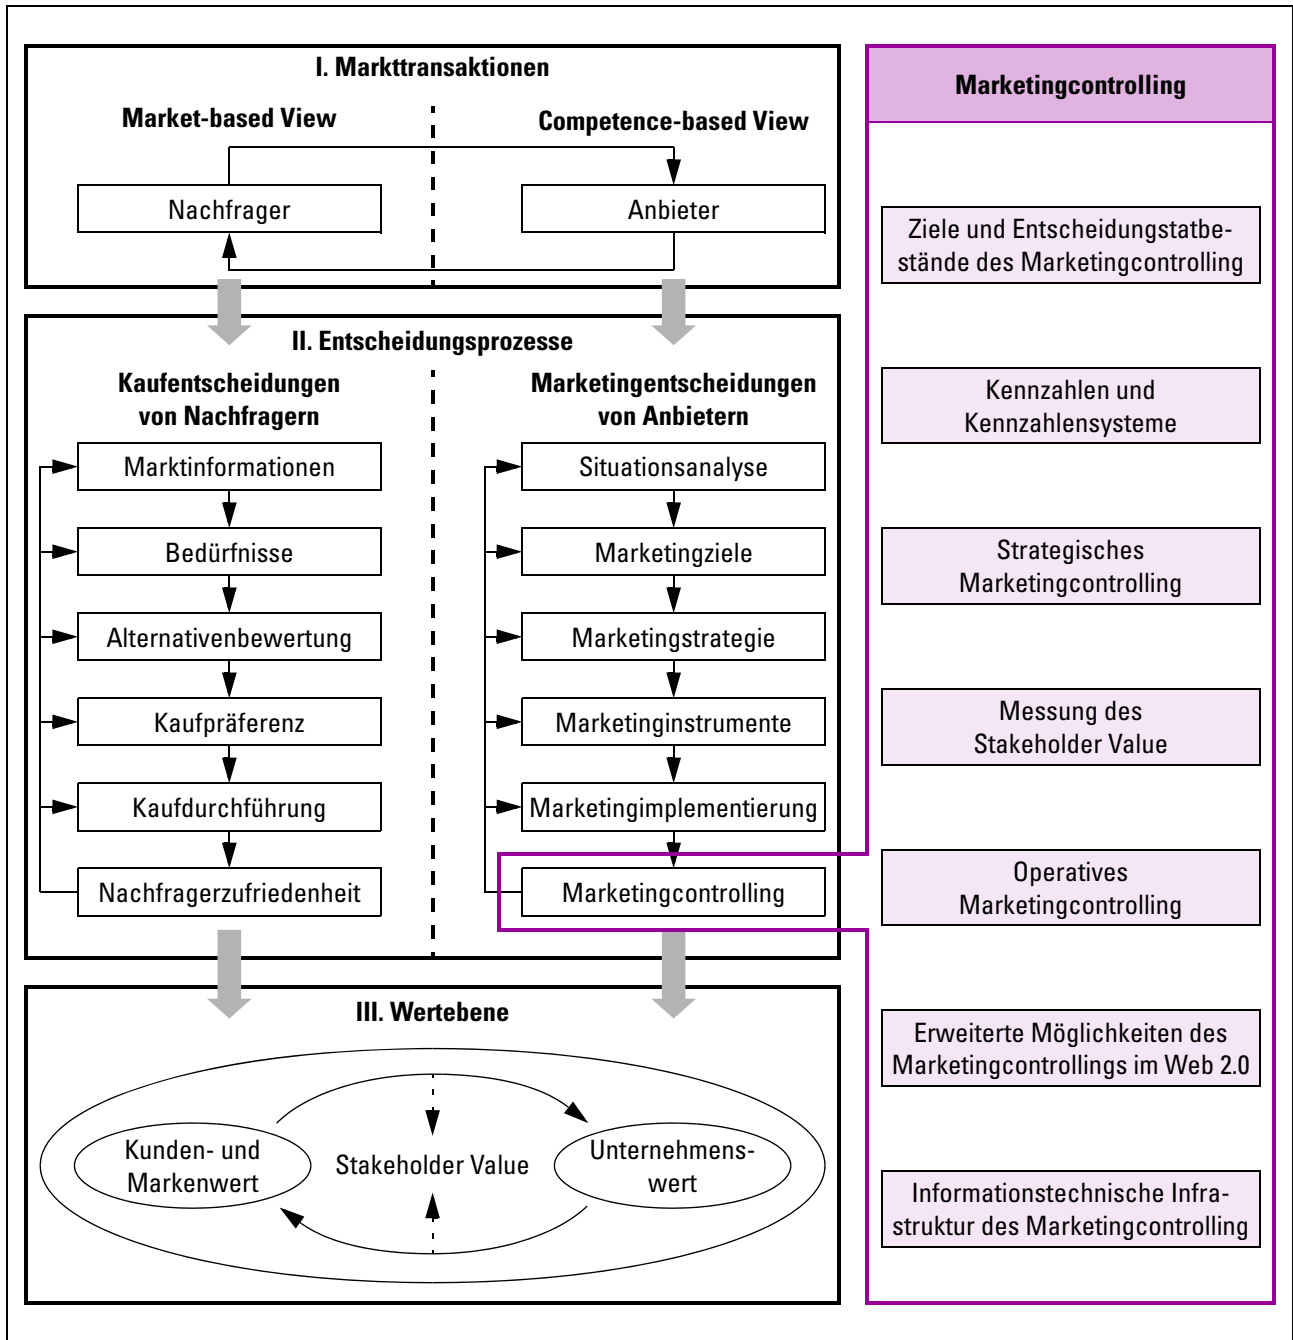 I. Markttransaktionen
Market-based View
Competence-based View
Nachfrager
Anbieter
II. Entscheidungsprozesse
Kaufentscheidungen
von Nachfragern
Marketingentscheidungen
von Anbietern
Marktinformationen
Situationsanalyse
Bedürfnisse
Marketingziele
Alternativenbewertung
Marketingstrategie
Kaufpräferenz
Marketinginstrumente
Kaufdurchführung
Marketingimplementierung
Nachfragerzufriedenheit
Marketingcontrolling
III. Wertebene
Kunden- und
Markenwert
Stakeholder Value
Unternehmens-
wert
Marketingcontrolling
Ziele und Entscheidungstatbe-
stände des Marketingcontrolling
Kennzahlen und
Kennzahlensysteme
Strategisches
Marketingcontrolling
Messung des
Stakeholder Value
Operatives
Marketingcontrolling
Erweiterte Möglichkeiten des
Marketingcontrollings im Web 2.0
Informationstechnische Infra-
struktur des Marketingcontrolling